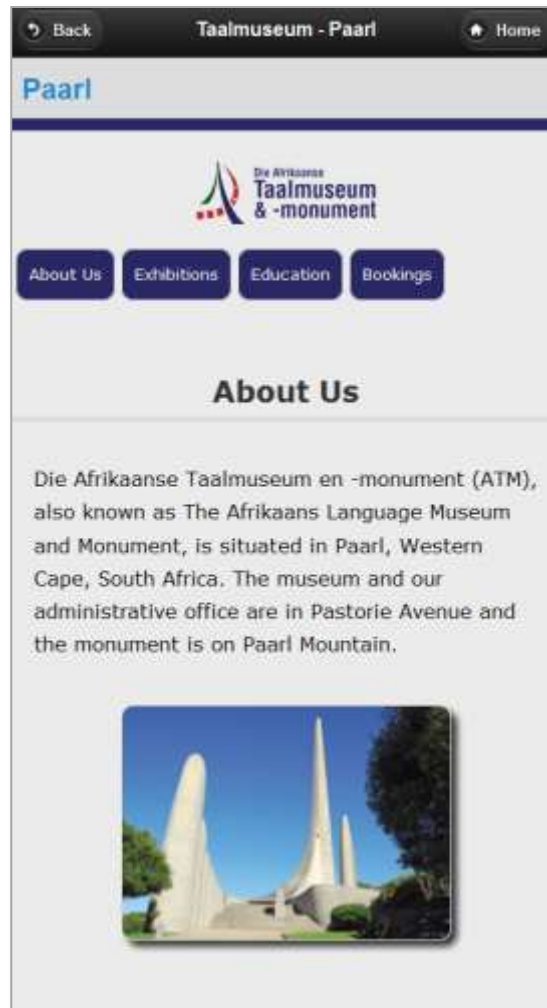 Back Taalmuseum - Paarl Home
Paarl
Die Afrikaanse
Taalmuseum
& -monument
About Us Exhibitions Education Bookings
About Us
Die Afrikaanse Taalmuseum en -monument (ATM),
also known as The Afrikaans Language Museum
and Monument, is situated in Paarl, Western
Cape, South Africa. The museum and our
administrative office are in Pastorie Avenue and
the monument is on Paarl Mountain.